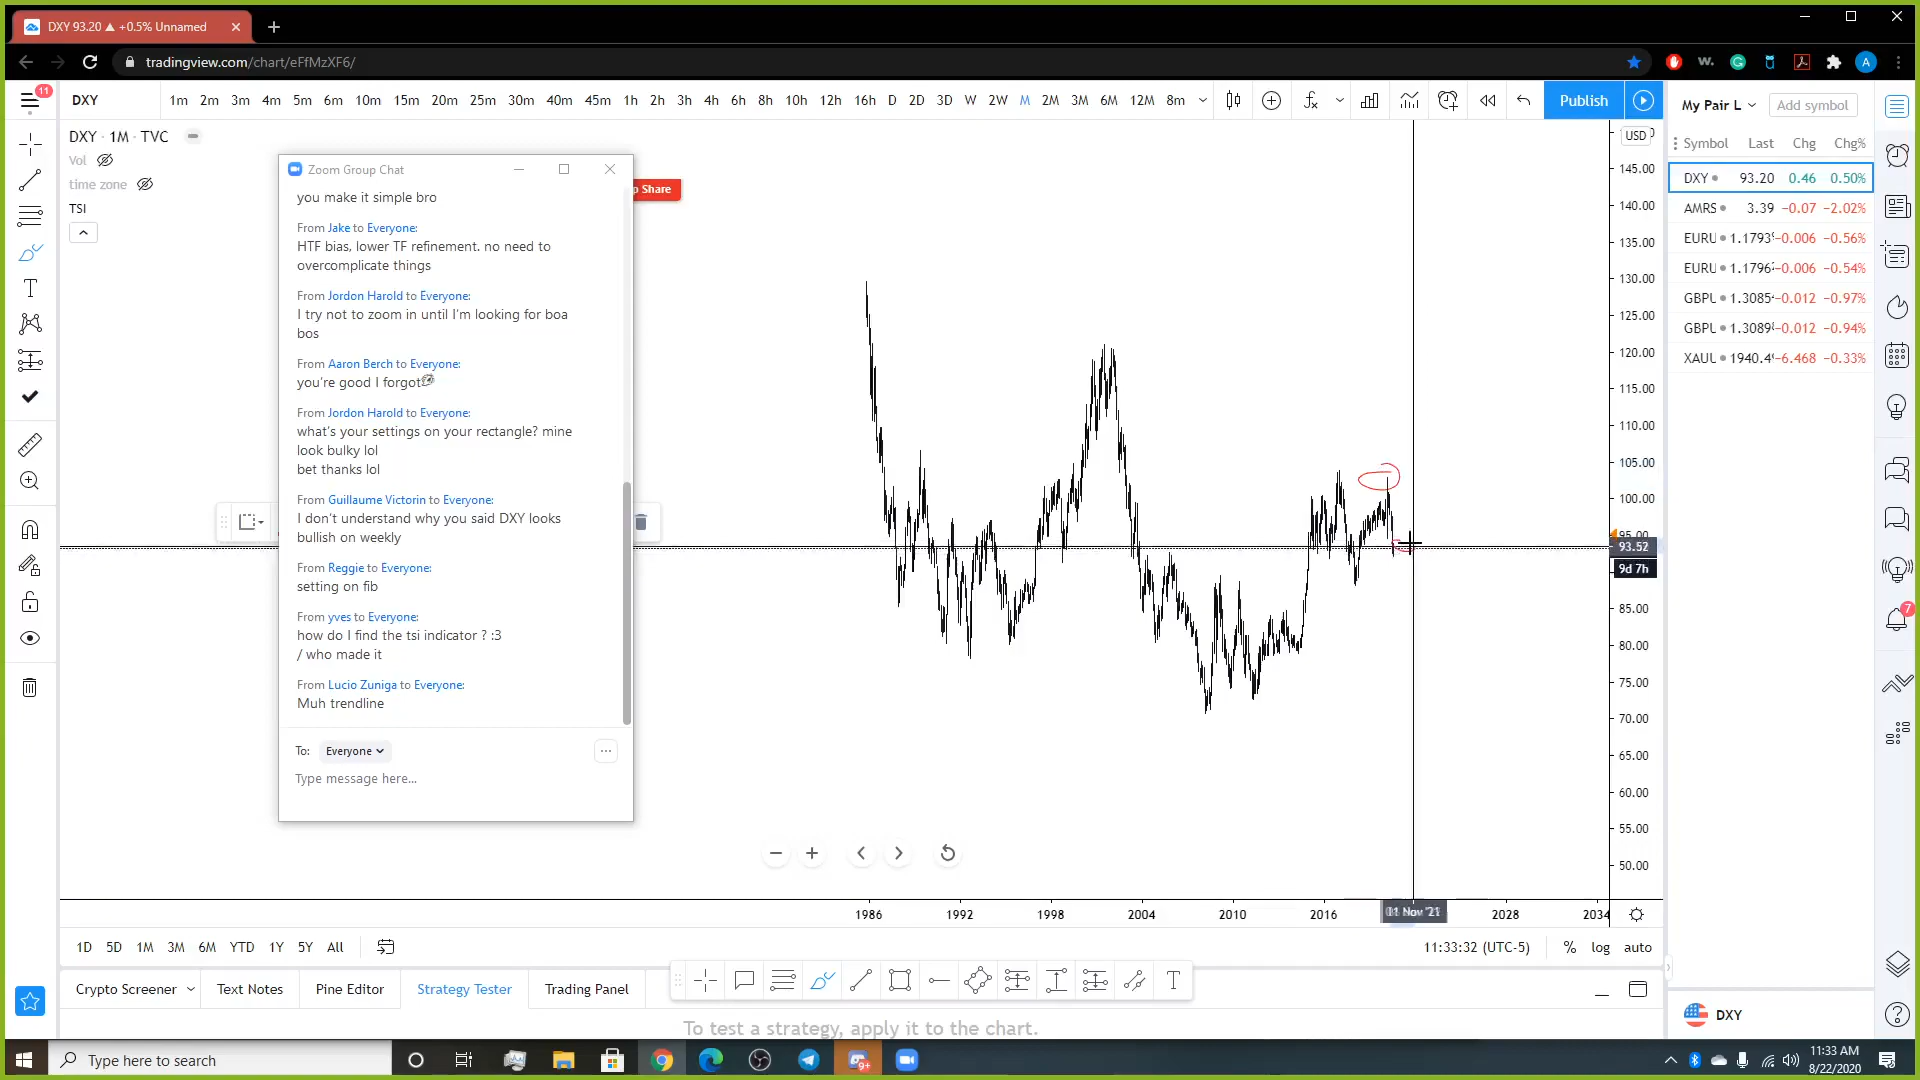 DXY 93.20 ▲ +0.5% Unnamed
tradingview.com/chart/eFfMzXF6/
11
DXY
1m 2m 3m 4m 5m 6m 10m 15m 20m 25m 30m 40m 45m 1h 2h 3h 4h 6h 8h 10h 12h 16h D 2D 3D W 2W M 2M 3M 6M 12M 8m
Publish
My Pair L
Add symbol
DXY · 1M · TVC
Vol
time zone
TSI
USD
Symbol Last Chg Chg%
DXY 93.20 0.46 0.50%
AMRS 3.39 −0.07 −2.02%
EURU 1.1793 −0.006 −0.56%
EURU 1.1796 −0.006 −0.54%
GBPU 1.3085 −0.012 −0.97%
GBPU 1.3089 −0.012 −0.94%
XAUU 1940.4 −6.468 −0.33%
Zoom Group Chat
p Share
you make it simple bro
From Jake to Everyone:
HTF bias, lower TF refinement. no need to
overcomplicate things
From Jordon Harold to Everyone:
I try not to zoom in until I'm looking for boa
bos
From Aaron Berch to Everyone:
you're good I forgot
From Jordon Harold to Everyone:
what's your settings on your rectangle? mine
look bulky lol
bet thanks lol
From Guillaume Victorin to Everyone:
I don't understand why you said DXY looks
bullish on weekly
From Reggie to Everyone:
setting on fib
From yves to Everyone:
how do I find the tsi indicator ? :3
/ who made it
From Lucio Zuniga to Everyone:
Muh trendline
To: Everyone
Type message here...
145.00
140.00
135.00
130.00
125.00
120.00
115.00
110.00
105.00
100.00
95.00
93.52
9d 7h
85.00
80.00
75.00
70.00
65.00
60.00
55.00
50.00
7
1986 1992 1998 2004 2010 2016 01 Nov '21 2028 2034
1D 5D 1M 3M 6M YTD 1Y 5Y All
11:33:32 (UTC-5) % log auto
Crypto Screener Text Notes Pine Editor Strategy Tester Trading Panel
To test a strategy, apply it to the chart.
DXY
Type here to search
9+
11:33 AM
8/22/2020